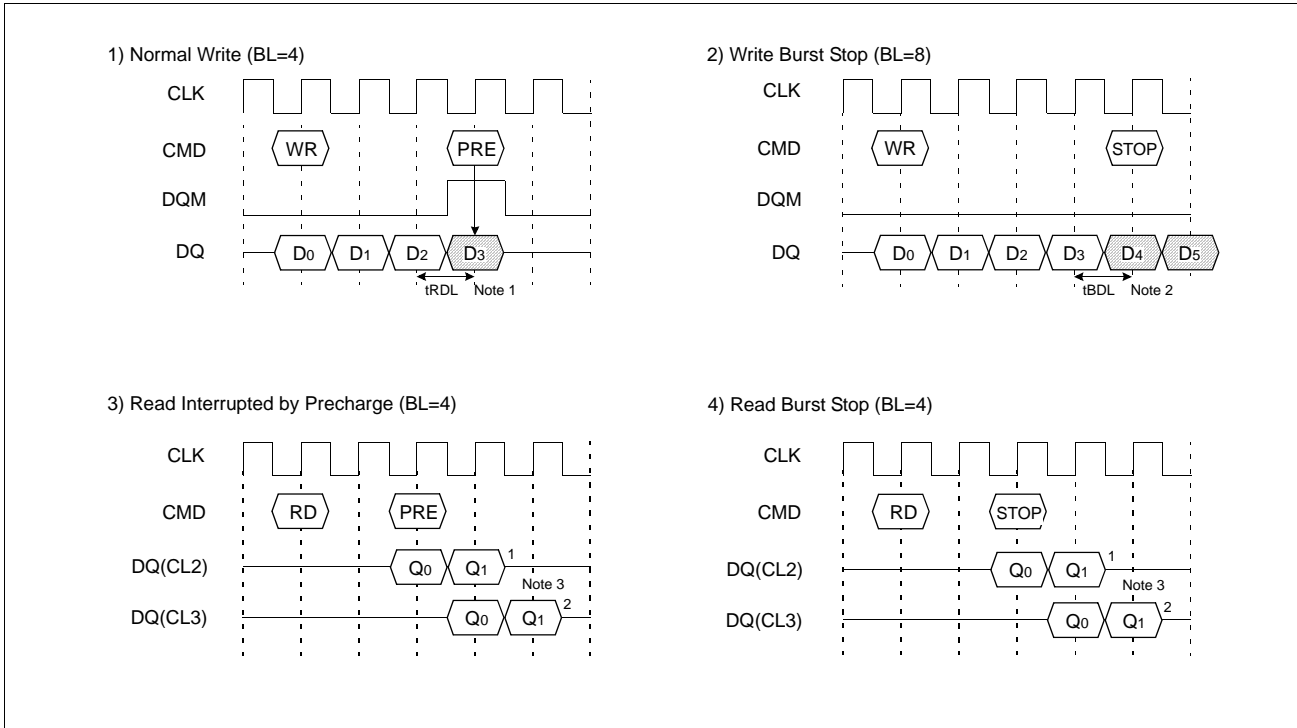 1) Normal Write (BL=4)
CLK
CMD
WR
PRE
DQM
DQ
D0
D1
D2
D3
tRDL
Note 1
2) Write Burst Stop (BL=8)
CLK
CMD
WR
STOP
DQM
DQ
D0
D1
D2
D3
D4
D5
tBDL
Note 2
3) Read Interrupted by Precharge (BL=4)
CLK
CMD
RD
PRE
DQ(CL2)
Q0
Q1
1
Note 3
DQ(CL3)
Q0
Q1
2
4) Read Burst Stop (BL=4)
CLK
CMD
RD
STOP
DQ(CL2)
Q0
Q1
1
Note 3
DQ(CL3)
Q0
Q1
2